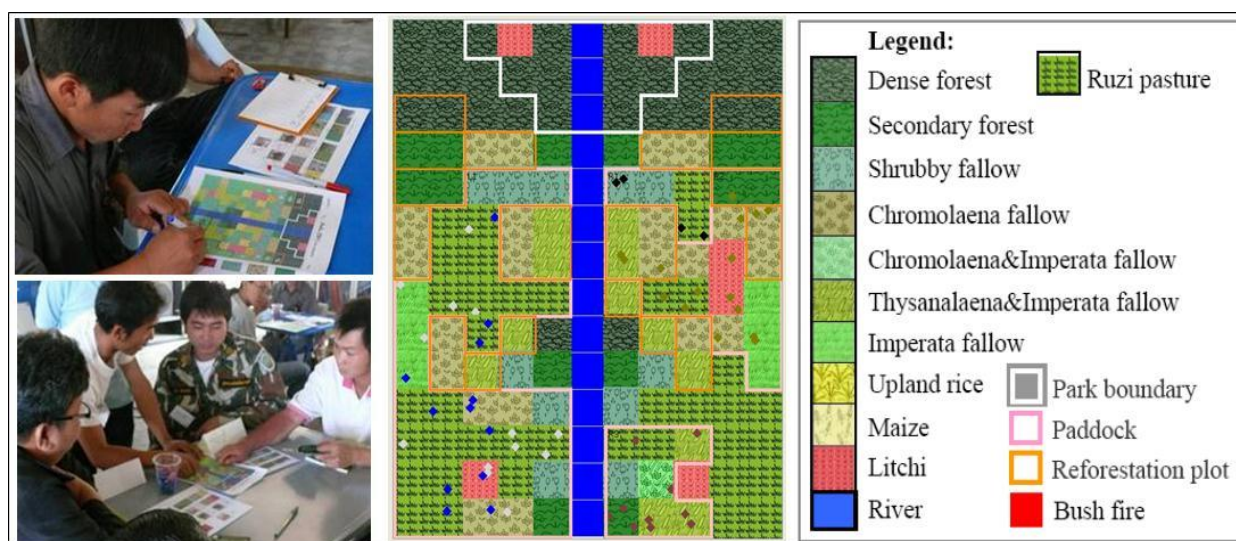 Legend:
Dense forest
Ruzi pasture
Secondary forest
Shrubby fallow
Chromolaena fallow
Chromolaena&Imperata fallow
Thysanalaena&Imperata fallow
Imperata fallow
Upland rice
Park boundary
Maize
Paddock
Litchi
Reforestation plot
River
Bush fire